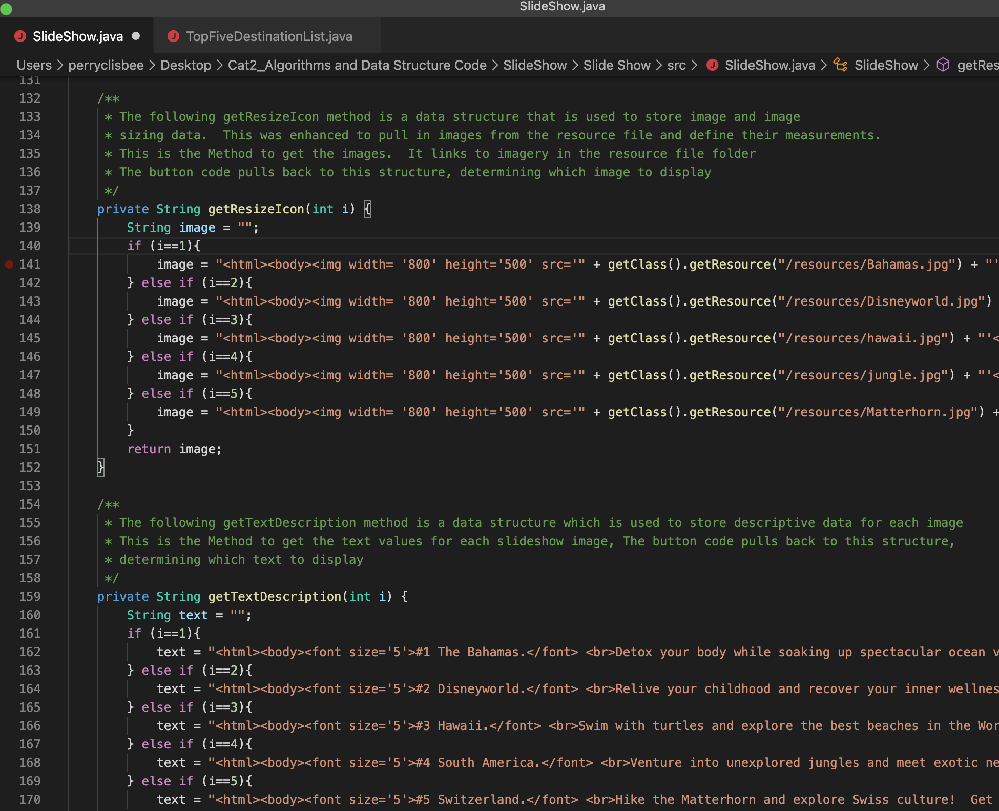 SlideShow.java
SlideShow.java TopFiveDestinationList.java
Users > perryclisbee > Desktop > Cat2_Algorithms and Data Structure Code > SlideShow > Slide Show > src > SlideShow.java > SlideShow > getRes
131
132 /**
133 * The following getResizeIcon method is a data structure that is used to store image and image
134 * sizing data.  This was enhanced to pull in images from the resource file and define their measurements.
135 * This is the Method to get the images.  It links to imagery in the resource file folder
136 * The button code pulls back to this structure, determining which image to display
137 */
138 private String getResizeIcon(int i) {
139 String image = "";
140 if (i==1){
141 image = "<html><body><img width= '800' height='500' src='" + getClass().getResource("/resources/Bahamas.jpg") + "'
142 } else if (i==2){
143 image = "<html><body><img width= '800' height='500' src='" + getClass().getResource("/resources/Disneyworld.jpg")
144 } else if (i==3){
145 image = "<html><body><img width= '800' height='500' src='" + getClass().getResource("/resources/hawaii.jpg") + "'<
146 } else if (i==4){
147 image = "<html><body><img width= '800' height='500' src='" + getClass().getResource("/resources/jungle.jpg") + "'<
148 } else if (i==5){
149 image = "<html><body><img width= '800' height='500' src='" + getClass().getResource("/resources/Matterhorn.jpg") +
150 }
151 return image;
152 }
153
154 /**
155 * The following getTextDescription method is a data structure which is used to store descriptive data for each image
156 * This is the Method to get the text values for each slideshow image, The button code pulls back to this structure,
157 * determining which text to display
158 */
159 private String getTextDescription(int i) {
160 String text = "";
161 if (i==1){
162 text = "<html><body><font size='5'>#1 The Bahamas.</font> <br>Detox your body while soaking up spectacular ocean v
163 } else if (i==2){
164 text = "<html><body><font size='5'>#2 Disneyworld.</font> <br>Relive your childhood and recover your inner wellnes
165 } else if (i==3){
166 text = "<html><body><font size='5'>#3 Hawaii.</font> <br>Swim with turtles and explore the best beaches in the Wor
167 } else if (i==4){
168 text = "<html><body><font size='5'>#4 South America.</font> <br>Venture into unexplored jungles and meet exotic ne
169 } else if (i==5){
170 text = "<html><body><font size='5'>#5 Switzerland.</font> <br>Hike the Matterhorn and explore Swiss culture!  Get